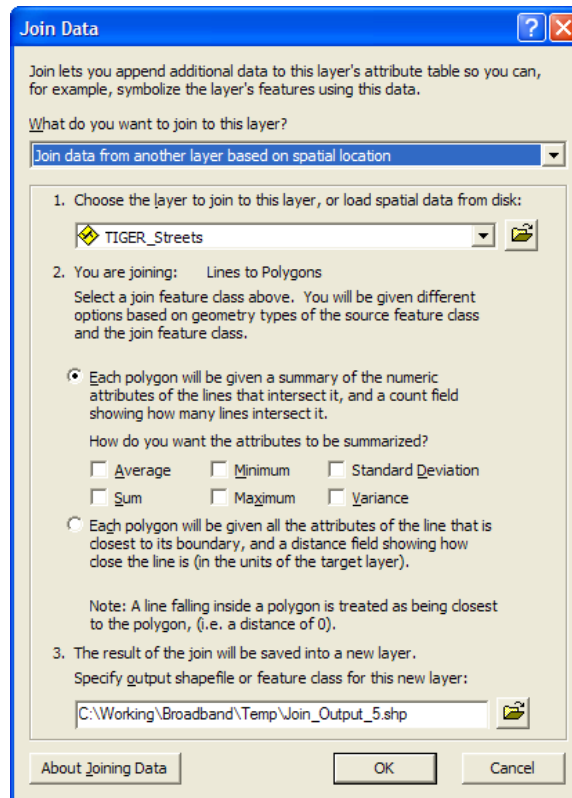 Join Data
Join lets you append additional data to this layer's attribute table so you can,
for example, symbolize the layer's features using this data.
What do you want to join to this layer?
Join data from another layer based on spatial location
1. Choose the layer to join to this layer, or load spatial data from disk:
TIGER_Streets
2. You are joining: Lines to Polygons
Select a join feature class above. You will be given different
options based on geometry types of the source feature class
and the join feature class.
Each polygon will be given a summary of the numeric
attributes of the lines that intersect it, and a count field
showing how many lines intersect it.
How do you want the attributes to be summarized?
Average Minimum Standard Deviation
Sum Maximum Variance
Each polygon will be given all the attributes of the line that is
closest to its boundary, and a distance field showing how
close the line is (in the units of the target layer).
Note: A line falling inside a polygon is treated as being closest
to the polygon, (i.e. a distance of 0).
3. The result of the join will be saved into a new layer.
Specify output shapefile or feature class for this new layer:
C:\Working\Broadband\Temp\Join_Output_5.shp
About Joining Data OK Cancel